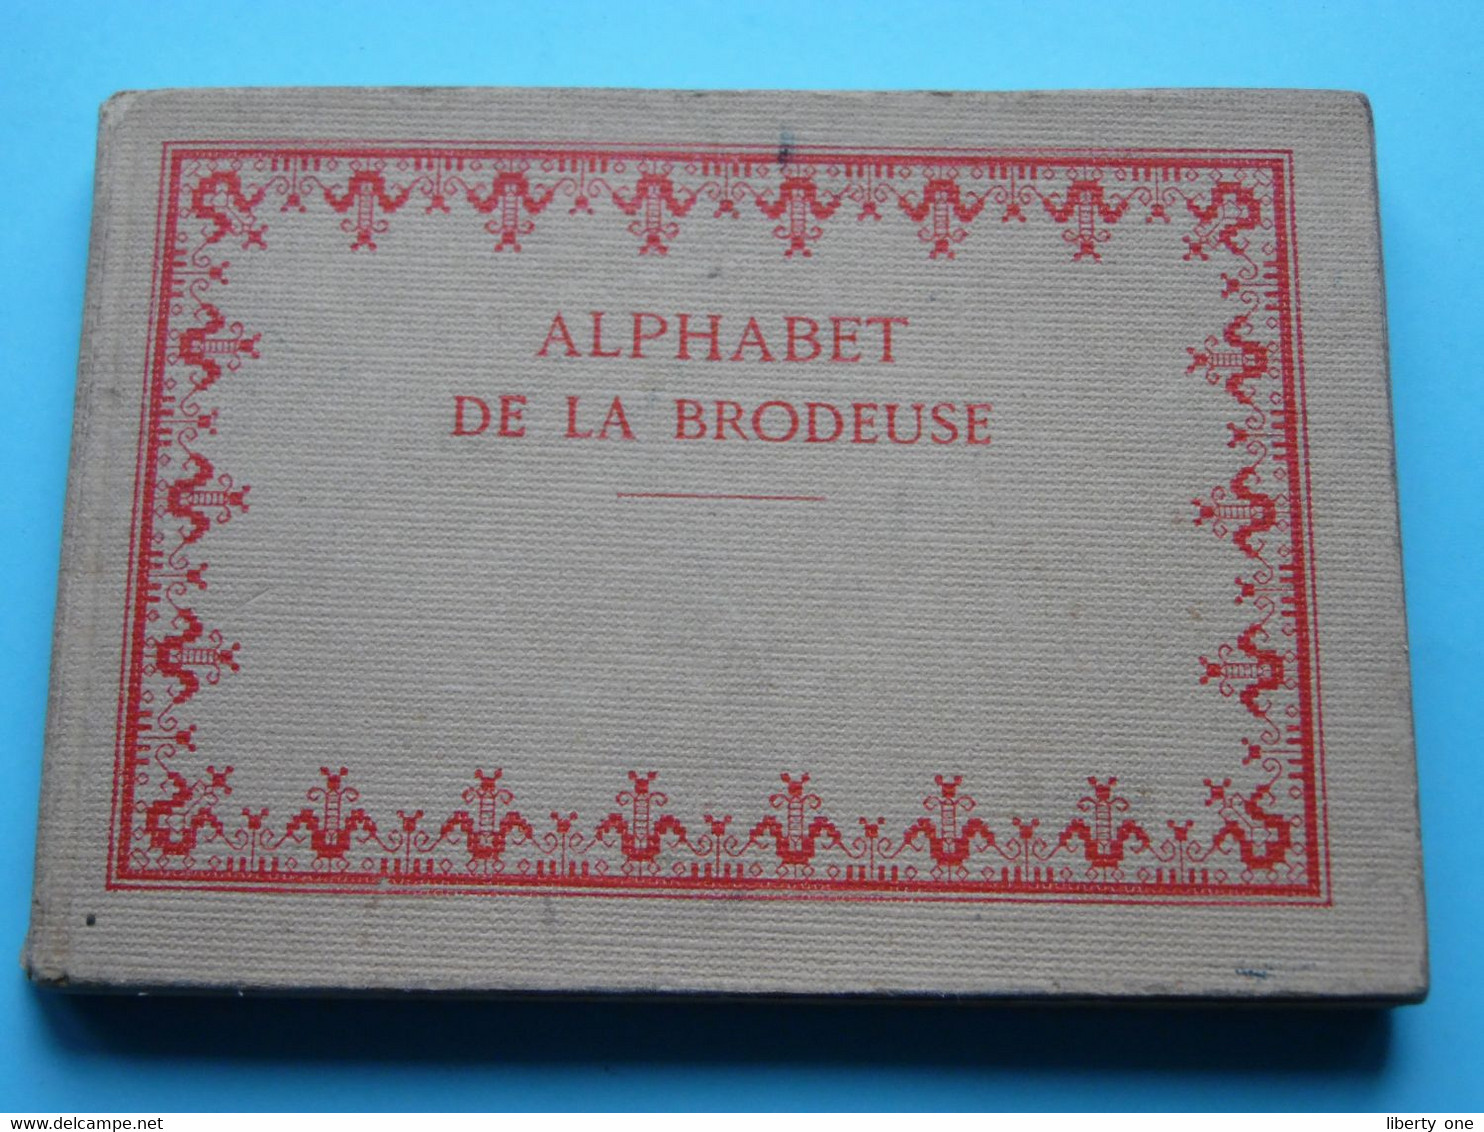 ALPHABET
DE LA BRODEUSE
www.delcampe.net
liberty one